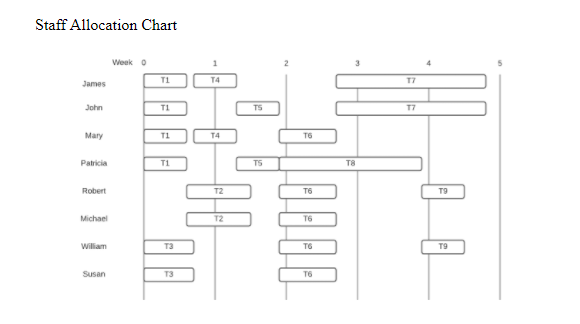 Staff Allocation Chart
Week 0 1 2 3 4 5
James T1 T4 T7
John T1 T5 T7
Mary T1 T4 T6
Patricia T1 T5 T8
Robert T2 T6 T9
Michael T2 T6
William T3 T6 T9
Susan T3 T6